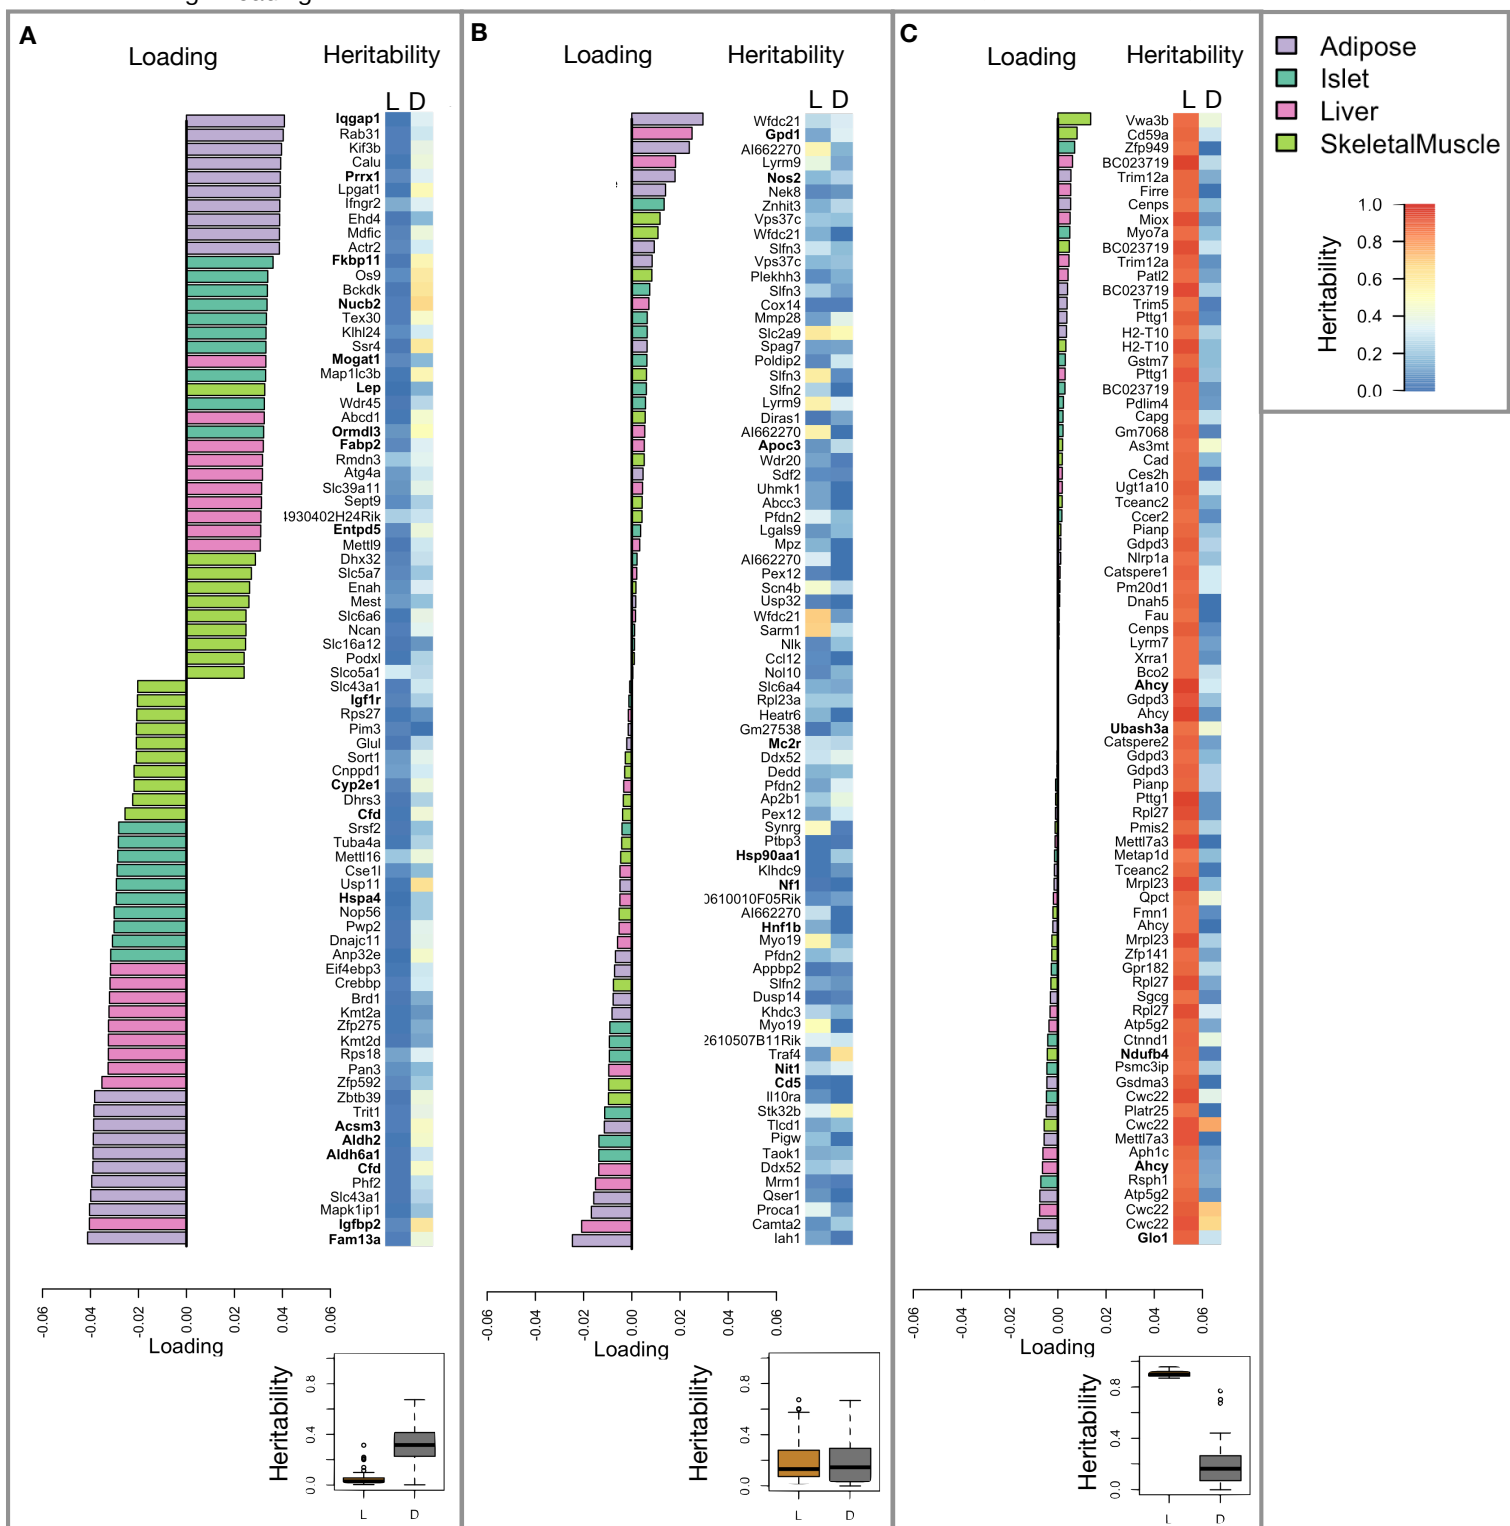 A
Loading
Heritability
L D
Iqgap1
Rab31
Kif3b
Calu
Prrx1
Lpgat1
Ifngr2
Ehd4
Mdfic
Actr2
Fkbp11
Os9
Bckdk
Nucb2
Tex30
Klhl24
Ssr4
Mogat1
Map1lc3b
Lep
Wdr45
Abcd1
Ormdl3
Fabp2
Rmdn3
Atg4a
Slc39a11
Sept9
4930402H24Rik
Entpd5
Mettl9
Dhx32
Slc5a7
Enah
Mest
Slc6a6
Ncan
Slc16a12
Podxl
Slco5a1
Slc43a1
Igf1r
Rps27
Pim3
Glul
Sort1
Cnppd1
Cyp2e1
Dhrs3
Cfd
Srsf2
Tuba4a
Mettl16
Cse1l
Usp11
Hspa4
Nop56
Pwp2
Dnajc11
Anp32e
Eif4ebp3
Crebbp
Brd1
Kmt2a
Zfp275
Kmt2d
Rps18
Pan3
Zfp592
Zbtb39
Trit1
Acsm3
Aldh2
Aldh6a1
Cfd
Phf2
Slc43a1
Mapk1ip1
Igfbp2
Fam13a
-0.06 -0.04 -0.02 0.00 0.02 0.04 0.06
Loading
Heritability
0.8
0.4
0.0
L D
B
Loading
Heritability
L D
Wfdc21
Gpd1
AI662270
Lyrm9
Nos2
Nek8
Znhit3
Vps37c
Wfdc21
Slfn3
Vps37c
Plekhh3
Slfn3
Cox14
Mmp28
Slc2a9
Spag7
Poldip2
Slfn3
Slfn2
Lyrm9
Diras1
AI662270
Apoc3
Wdr20
Sdf2
Uhmk1
Abcc3
Pfdn2
Lgals9
Mpz
AI662270
Pex12
Scn4b
Usp32
Wfdc21
Sarm1
Nlk
Ccl12
Nol10
Slc6a4
Rpl23a
Heatr6
Gm27538
Mc2r
Ddx52
Dedd
Pfdn2
Ap2b1
Pex12
Synrg
Ptbp3
Hsp90aa1
Klhdc9
Nf1
0610010F05Rik
AI662270
Hnf1b
Myo19
Pfdn2
Appbp2
Slfn2
Dusp14
Khdc3
Myo19
2610507B11Rik
Traf4
Nit1
Cd5
Il10ra
Stk32b
Tlcd1
Pigw
Taok1
Ddx52
Mrm1
Qser1
Proca1
Camta2
Iah1
-0.06 -0.04 -0.02 0.00 0.02 0.04 0.06
Loading
Heritability
0.8
0.4
0.0
L D
C
Loading
Heritability
L D
Vwa3b
Cd59a
Zfp949
BC023719
Trim12a
Firre
Cenps
Miox
Myo7a
BC023719
Trim12a
Patl2
BC023719
Trim5
Pttg1
H2-T10
H2-T10
Gstm7
Pttg1
BC023719
Pdlim4
Capg
Gm7068
As3mt
Cad
Ces2h
Ugt1a10
Tceanc2
Ccer2
Pianp
Gdpd3
Nlrp1a
Catspere1
Pm20d1
Dnah5
Fau
Cenps
Lyrm7
Xrra1
Bco2
Ahcy
Gdpd3
Ahcy
Ubash3a
Catspere2
Gdpd3
Gdpd3
Pianp
Pttg1
Rpl27
Pmis2
Mettl7a3
Metap1d
Tceanc2
Mrpl23
Qpct
Fmn1
Ahcy
Mrpl23
Zfp141
Gpr182
Rpl27
Sgcg
Rpl27
Atp5g2
Ctnnd1
Ndufb4
Psmc3ip
Gsdma3
Cwc22
Platr25
Cwc22
Mettl7a3
Aph1c
Ahcy
Rsph1
Atp5g2
Cwc22
Cwc22
Glo1
-0.06 -0.04 -0.02 0.00 0.02 0.04 0.06
Loading
Heritability
0.8
0.4
0.0
L D
Adipose
Islet
Liver
SkeletalMuscle
Heritability
1.0
0.8
0.6
0.4
0.2
0.0